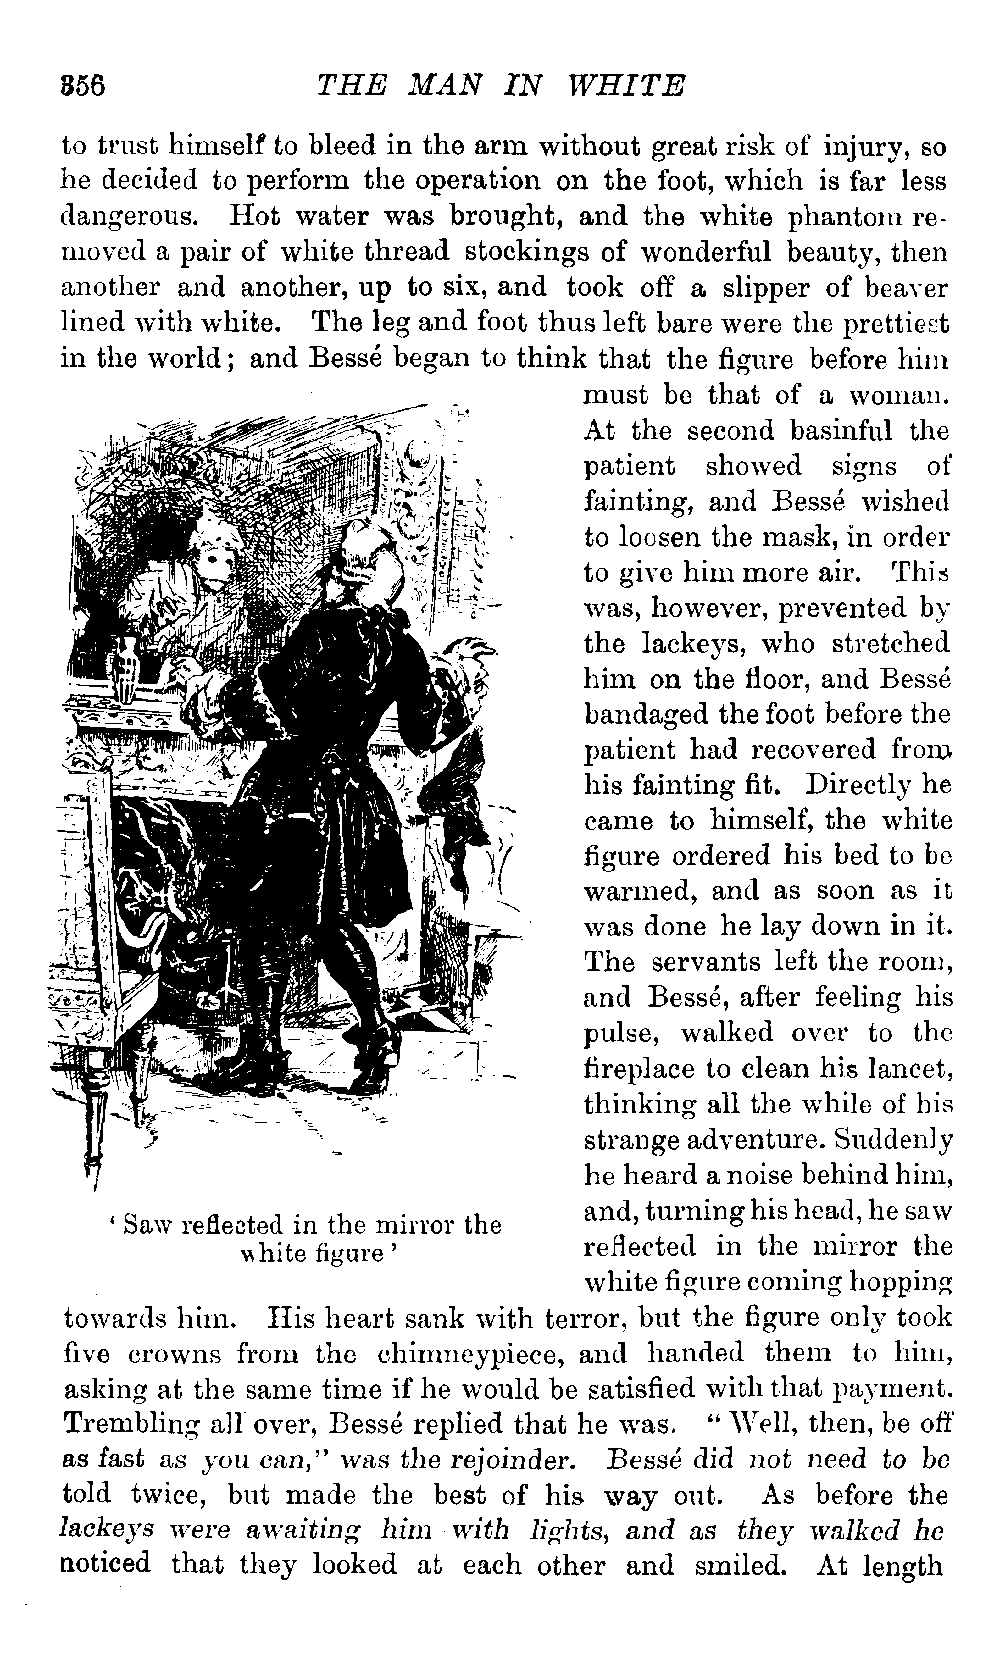 356 THE MAN IN WHITE
to trust himself to bleed in the arm without great risk of injury, so
he decided to perform the operation on the foot, which is far less
dangerous. Hot water was brought, and the white phantom re-
moved a pair of white thread stockings of wonderful beauty, then
another and another, up to six, and took off a slipper of beaver
lined with white. The leg and foot thus left bare were the prettiest
in the world; and Bessé began to think that the figure before him
must be that of a woman.
At the second basinful the
patient showed signs of
fainting, and Bessé wished
to loosen the mask, in order
to give him more air. This
was, however, prevented by
the lackeys, who stretched
him on the floor, and Bessé
bandaged the foot before the
patient had recovered from
his fainting fit. Directly he
came to himself, the white
figure ordered his bed to be
warmed, and as soon as it
was done he lay down in it.
The servants left the room,
and Bessé, after feeling his
pulse, walked over to the
fireplace to clean his lancet,
thinking all the while of his
strange adventure. Suddenly
he heard a noise behind him,
and, turning his head, he saw
reflected in the mirror the
white figure coming hopping
‘ Saw reflected in the mirror the
white figure ’
towards him. His heart sank with terror, but the figure only took
five crowns from the chimneypiece, and handed them to him,
asking at the same time if he would be satisfied with that payment.
Trembling all over, Bessé replied that he was. “ Well, then, be off
as fast as you can,” was the rejoinder. Bessé did not need to be
told twice, but made the best of his way out. As before the
lackeys were awaiting him with lights, and as they walked he
noticed that they looked at each other and smiled. At length